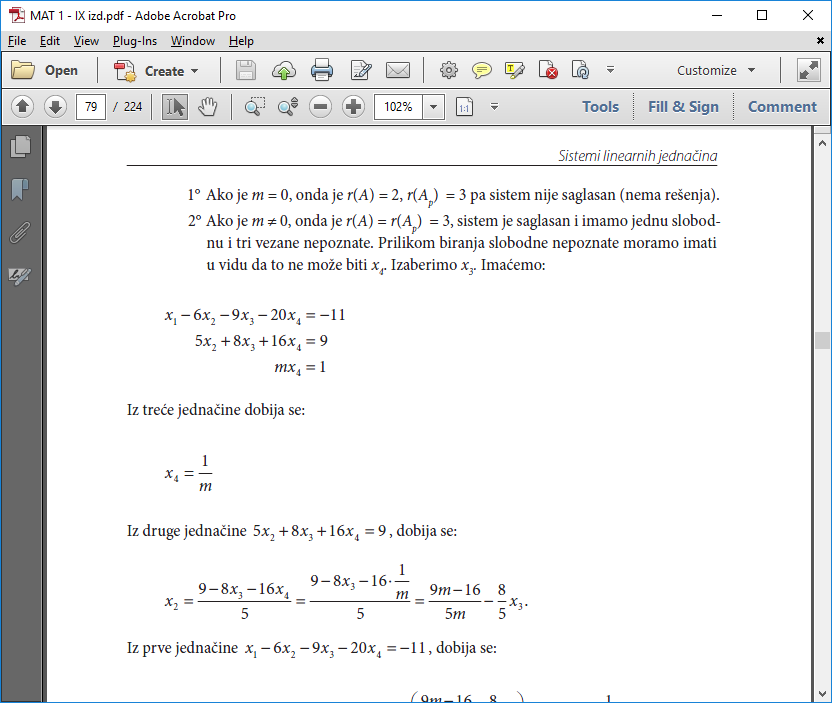 MAT 1 - IX izd.pdf - Adobe Acrobat Pro
File Edit View Plug-Ins Window Help
Open Create Customize
79 / 224 102% 1:1 Tools Fill & Sign Comment
Sistemi linearnih jednačina
1° Ako je m = 0, onda je r(A) = 2, r(Aₚ) = 3 pa sistem nije saglasan (nema rešenja).
2° Ako je m ≠ 0, onda je r(A) = r(Aₚ) = 3, sistem je saglasan i imamo jednu slobod-
nu i tri vezane nepoznate. Prilikom biranja slobodne nepoznate moramo imati
u vidu da to ne može biti x₄. Izaberimo x₃. Imaćemo:
x₁ − 6x₂ − 9x₃ − 20x₄ = −11
5x₂ + 8x₃ + 16x₄ = 9
mx₄ = 1
Iz treće jednačine dobija se:
x₄ = 1/m
Iz druge jednačine 5x₂ + 8x₃ + 16x₄ = 9, dobija se:
x₂ = (9 − 8x₃ − 16x₄)/5 = (9 − 8x₃ − 16·1/m)/5 = (9m − 16)/5m − 8/5 x₃.
Iz prve jednačine x₁ − 6x₂ − 9x₃ − 20x₄ = −11, dobija se:
(9m − 16 8 ) 1